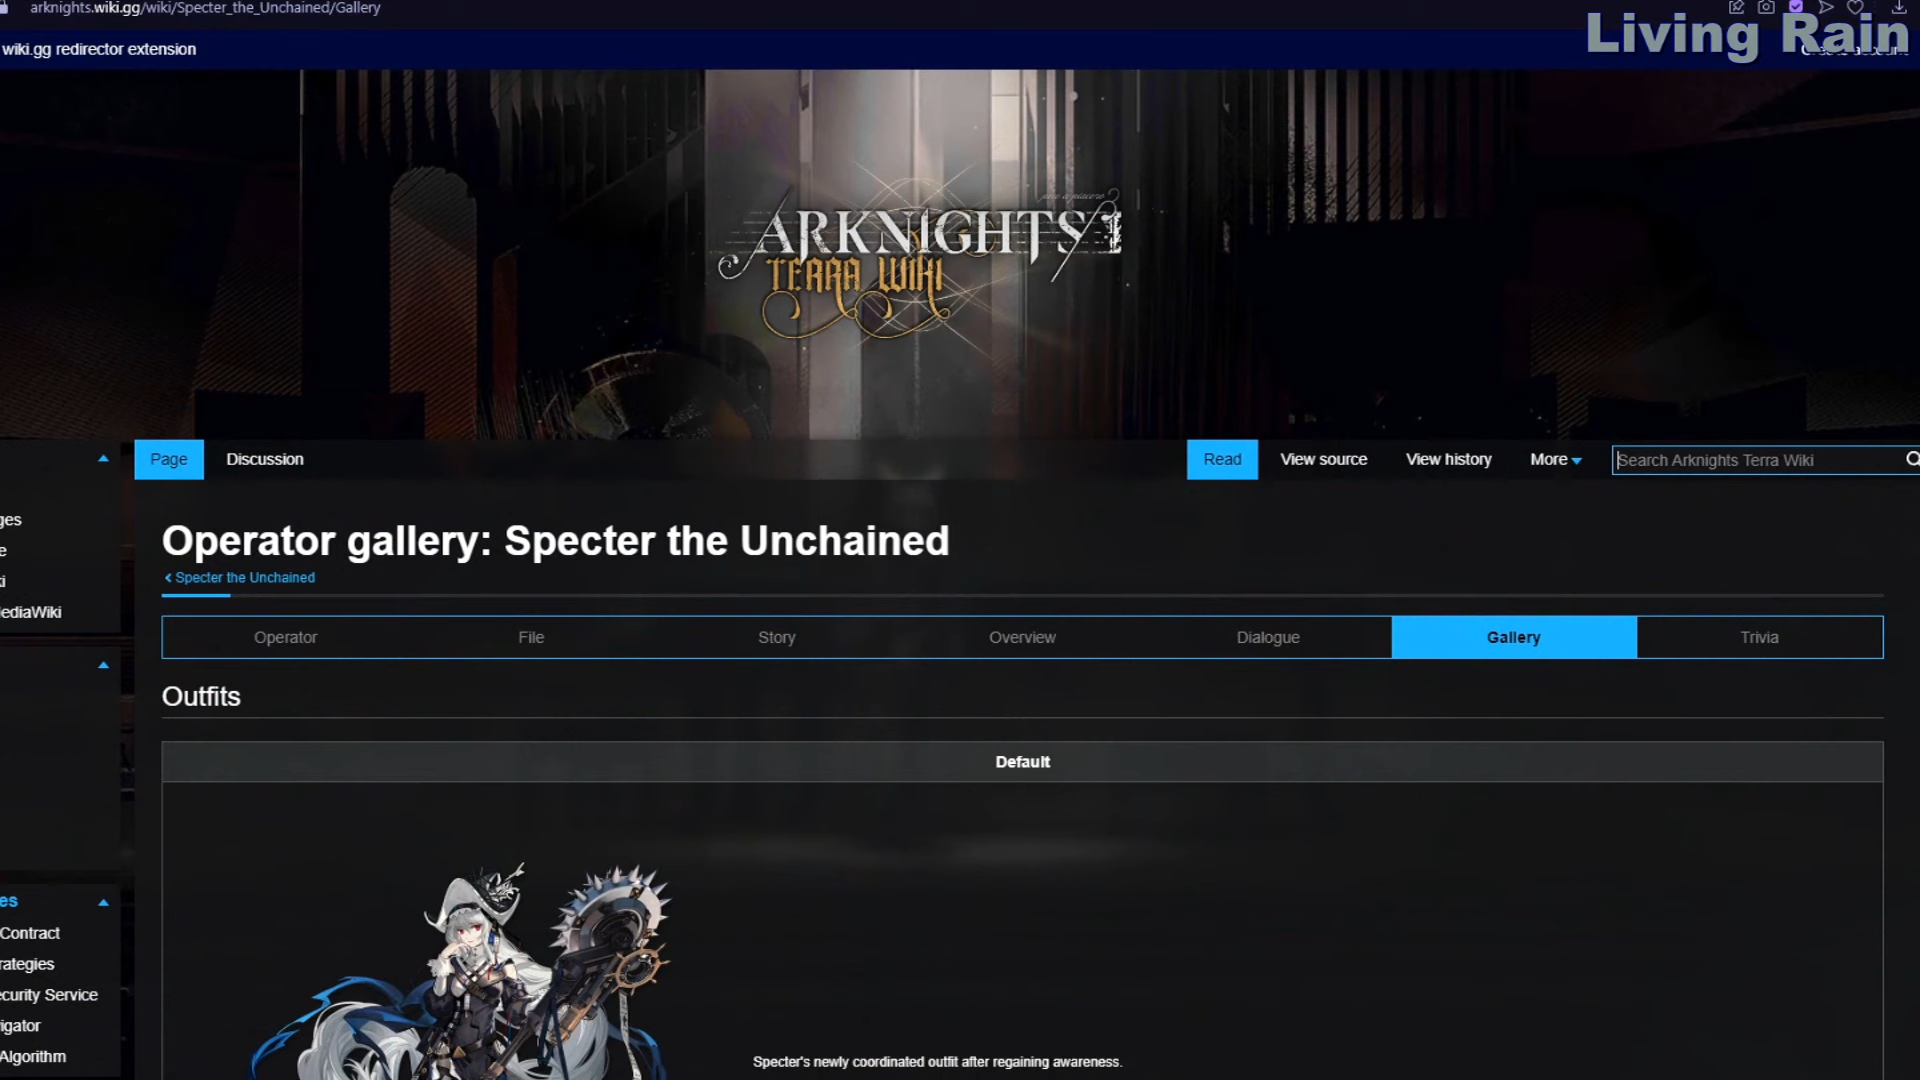 arknights.wiki.gg/wiki/Specter_the_Unchained/Gallery
Living Rain
wiki.gg redirector extension
ARKNIGHTS
TERRA WIKI
Page
Discussion
Read
View source
View history
More
Search Arknights Terra Wiki
ges
e
ki
MediaWiki
Operator gallery: Specter the Unchained
Specter the Unchained
Operator
File
Story
Overview
Dialogue
Gallery
Trivia
Outfits
Default
es
Contract
rategies
ecurity Service
igator
Algorithm
Specter's newly coordinated outfit after regaining awareness.